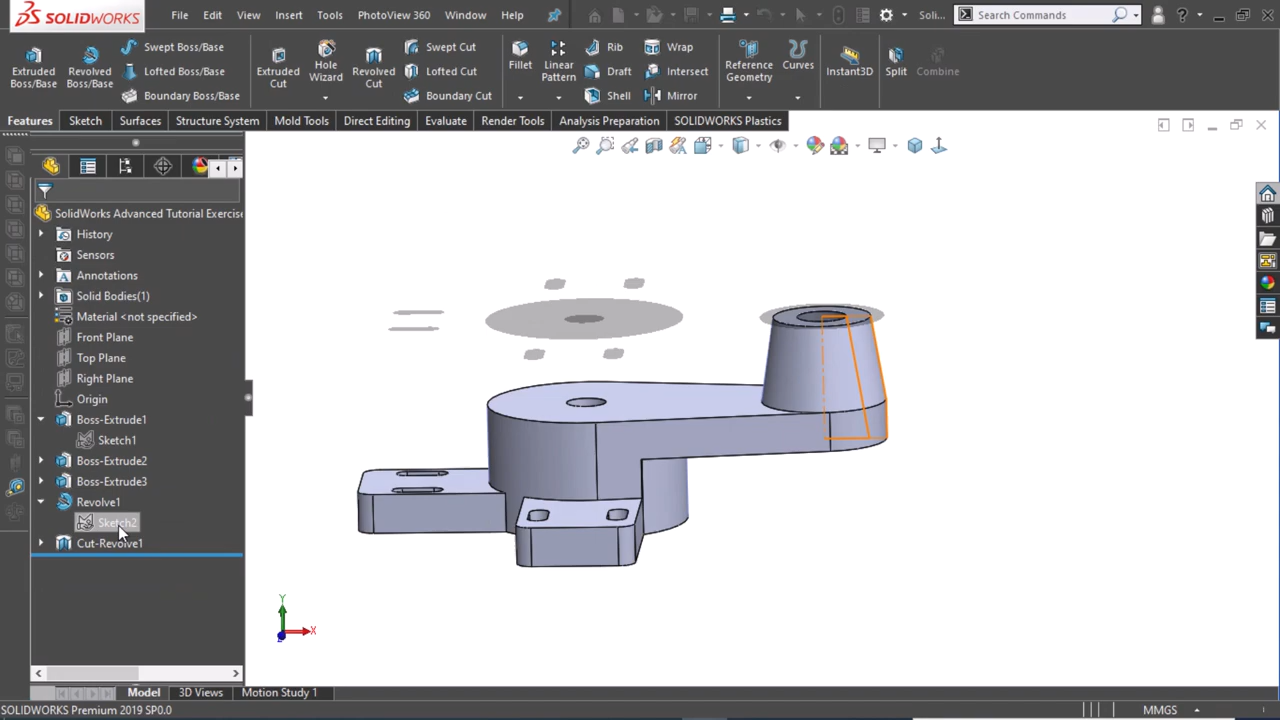 SOLIDWORKS File Edit View Insert Tools PhotoView 360 Window Help Soli... Search Commands ?
Extruded Boss/Base
Revolved Boss/Base
Swept Boss/Base
Lofted Boss/Base
Boundary Boss/Base
Extruded Cut
Hole Wizard
Revolved Cut
Swept Cut
Lofted Cut
Boundary Cut
Fillet
Linear Pattern
Rib
Draft
Shell
Wrap
Intersect
Mirror
Reference Geometry
Curves
Instant3D
Split
Combine
Features Sketch Surfaces Structure System Mold Tools Direct Editing Evaluate Render Tools Analysis Preparation SOLIDWORKS Plastics
SolidWorks Advanced Tutorial Exercise
History
Sensors
Annotations
Solid Bodies(1)
Material <not specified>
Front Plane
Top Plane
Right Plane
Origin
Boss-Extrude1
Sketch1
Boss-Extrude2
Boss-Extrude3
Revolve1
Sketch2
Cut-Revolve1
Y
X
Z
Model 3D Views Motion Study 1
SOLIDWORKS Premium 2019 SP0.0 MMGS